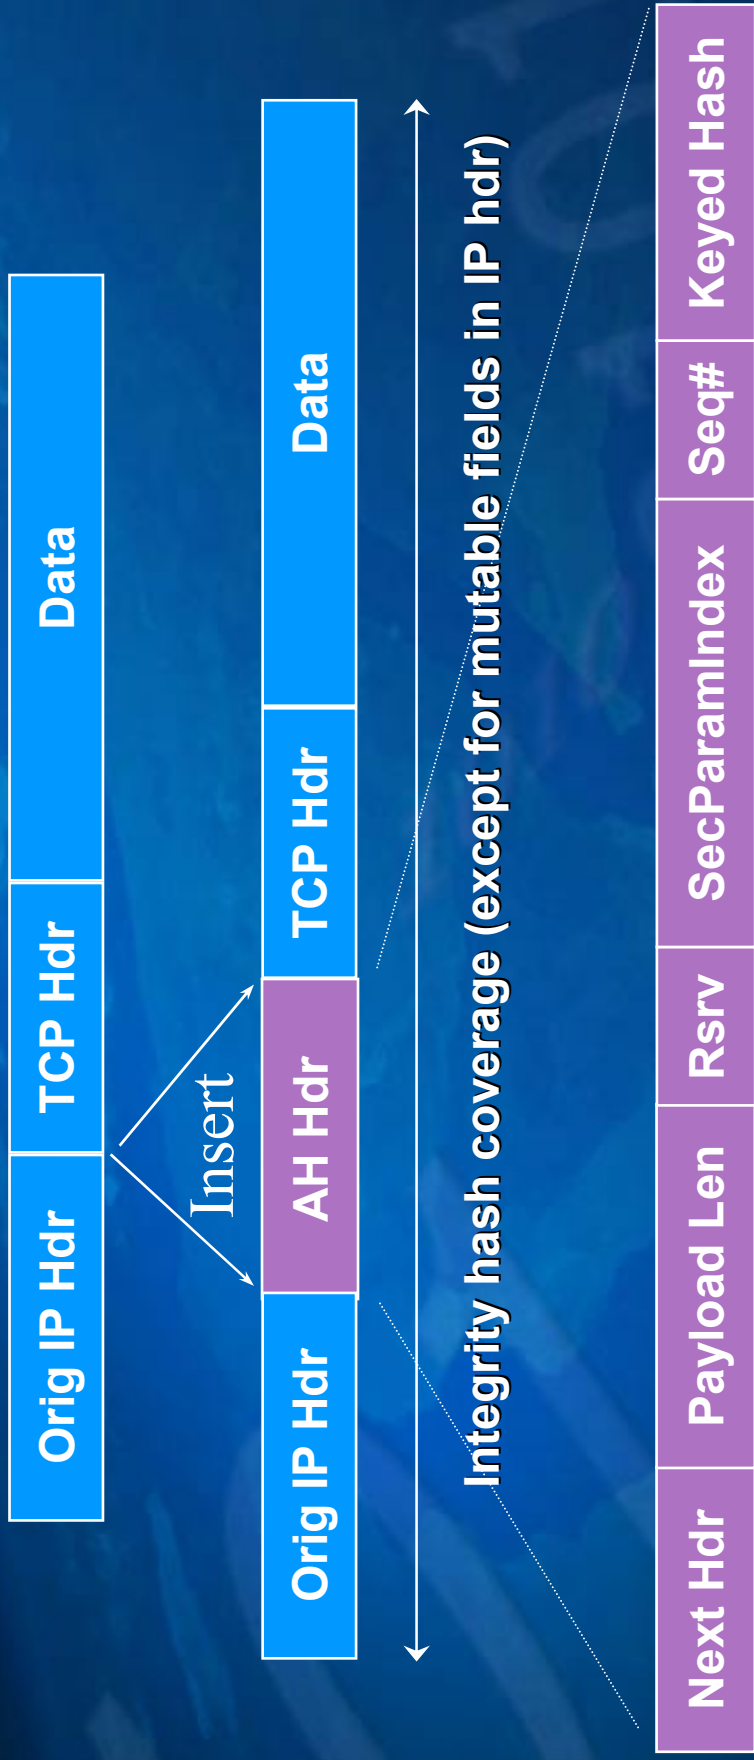 Orig IP Hdr TCP Hdr Data
Insert
Orig IP Hdr AH Hdr TCP Hdr Data
Integrity hash coverage (except for mutable fields in IP hdr)
Next Hdr Payload Len Rsrv SecParamIndex Seq# Keyed Hash